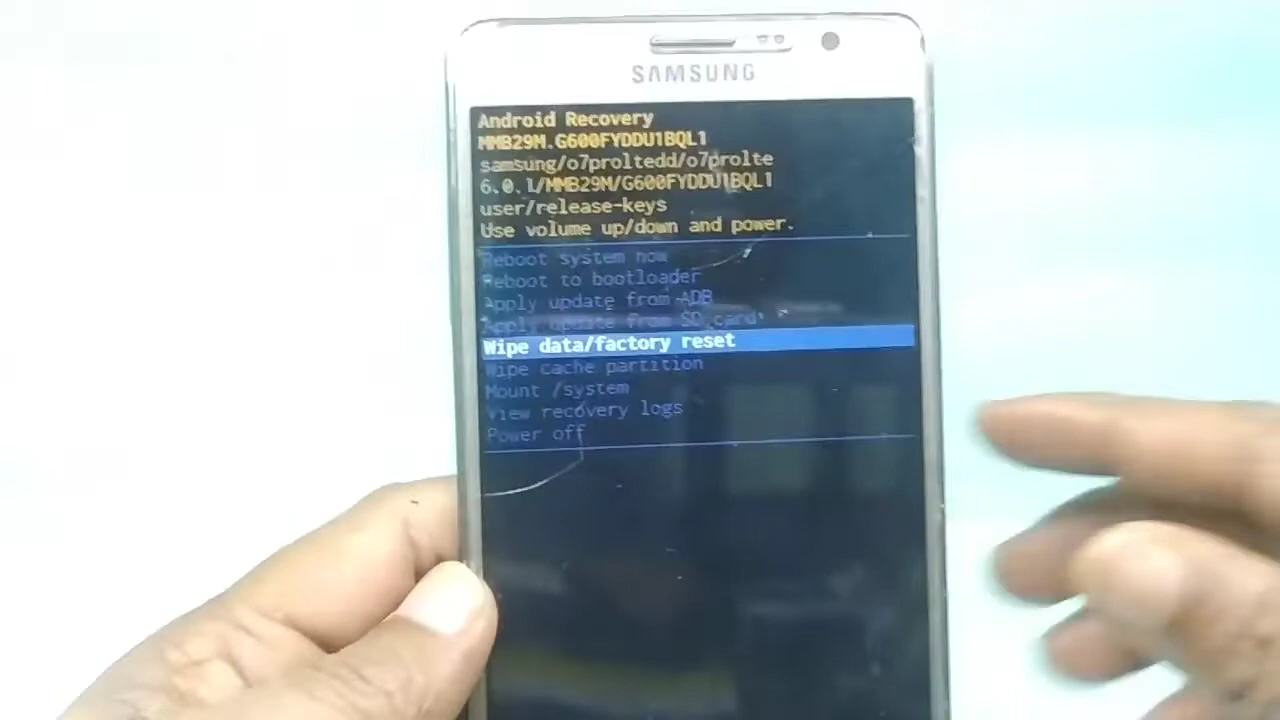 SAMSUNG
Android Recovery
MMB29M.G600FYDDU1BQL1
samsung/o7proltedd/o7prolte
6.0.1/MMB29M/G600FYDDU1BQL1
user/release-keys
Use volume up/down and power.
Reboot system now
Reboot to bootloader
Apply update from ADB
Apply update from SD card
Wipe data/factory reset
Wipe cache partition
Mount /system
View recovery logs
Power off